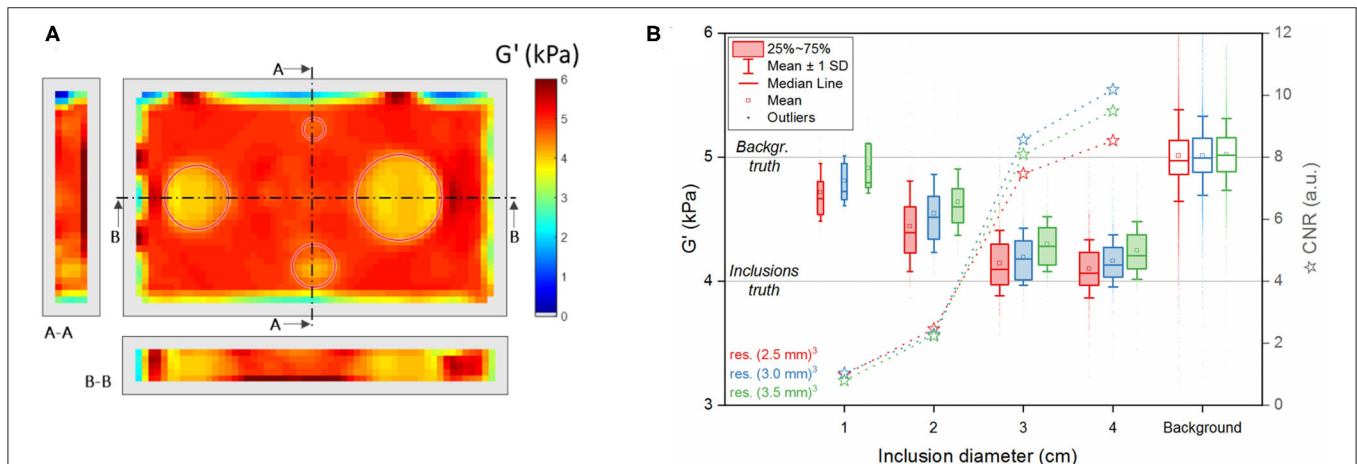 A
G' (kPa)
A
6
5
4
3
2
1
0
B
B
A
A-A
B-B
B
6
5
4
3
G' (kPa)
25%~75%
Mean ± 1 SD
Median Line
Mean
Outliers
Backgr.
truth
Inclusions
truth
res. (2.5 mm)³
res. (3.0 mm)³
res. (3.5 mm)³
12
10
8
6
4
2
0
☆ CNR (a.u.)
1 2 3 4 Background
Inclusion diameter (cm)